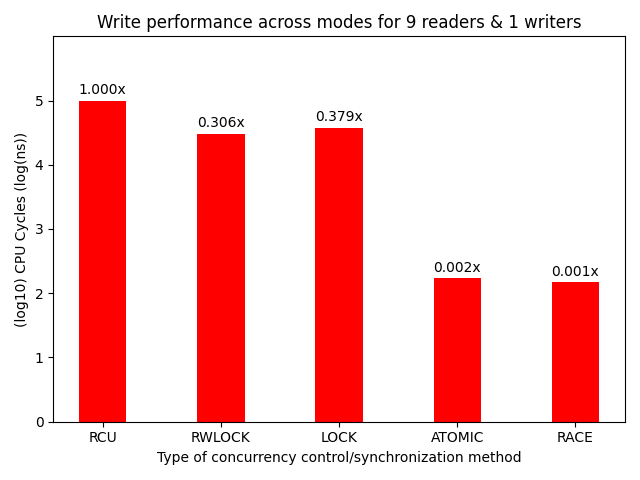 Write performance across modes for 9 readers & 1 writers
(log10) CPU Cycles (log(ns))
5
4
3
2
1
0
1.000x
0.306x
0.379x
0.002x
0.001x
RCU
RWLOCK
LOCK
ATOMIC
RACE
Type of concurrency control/synchronization method